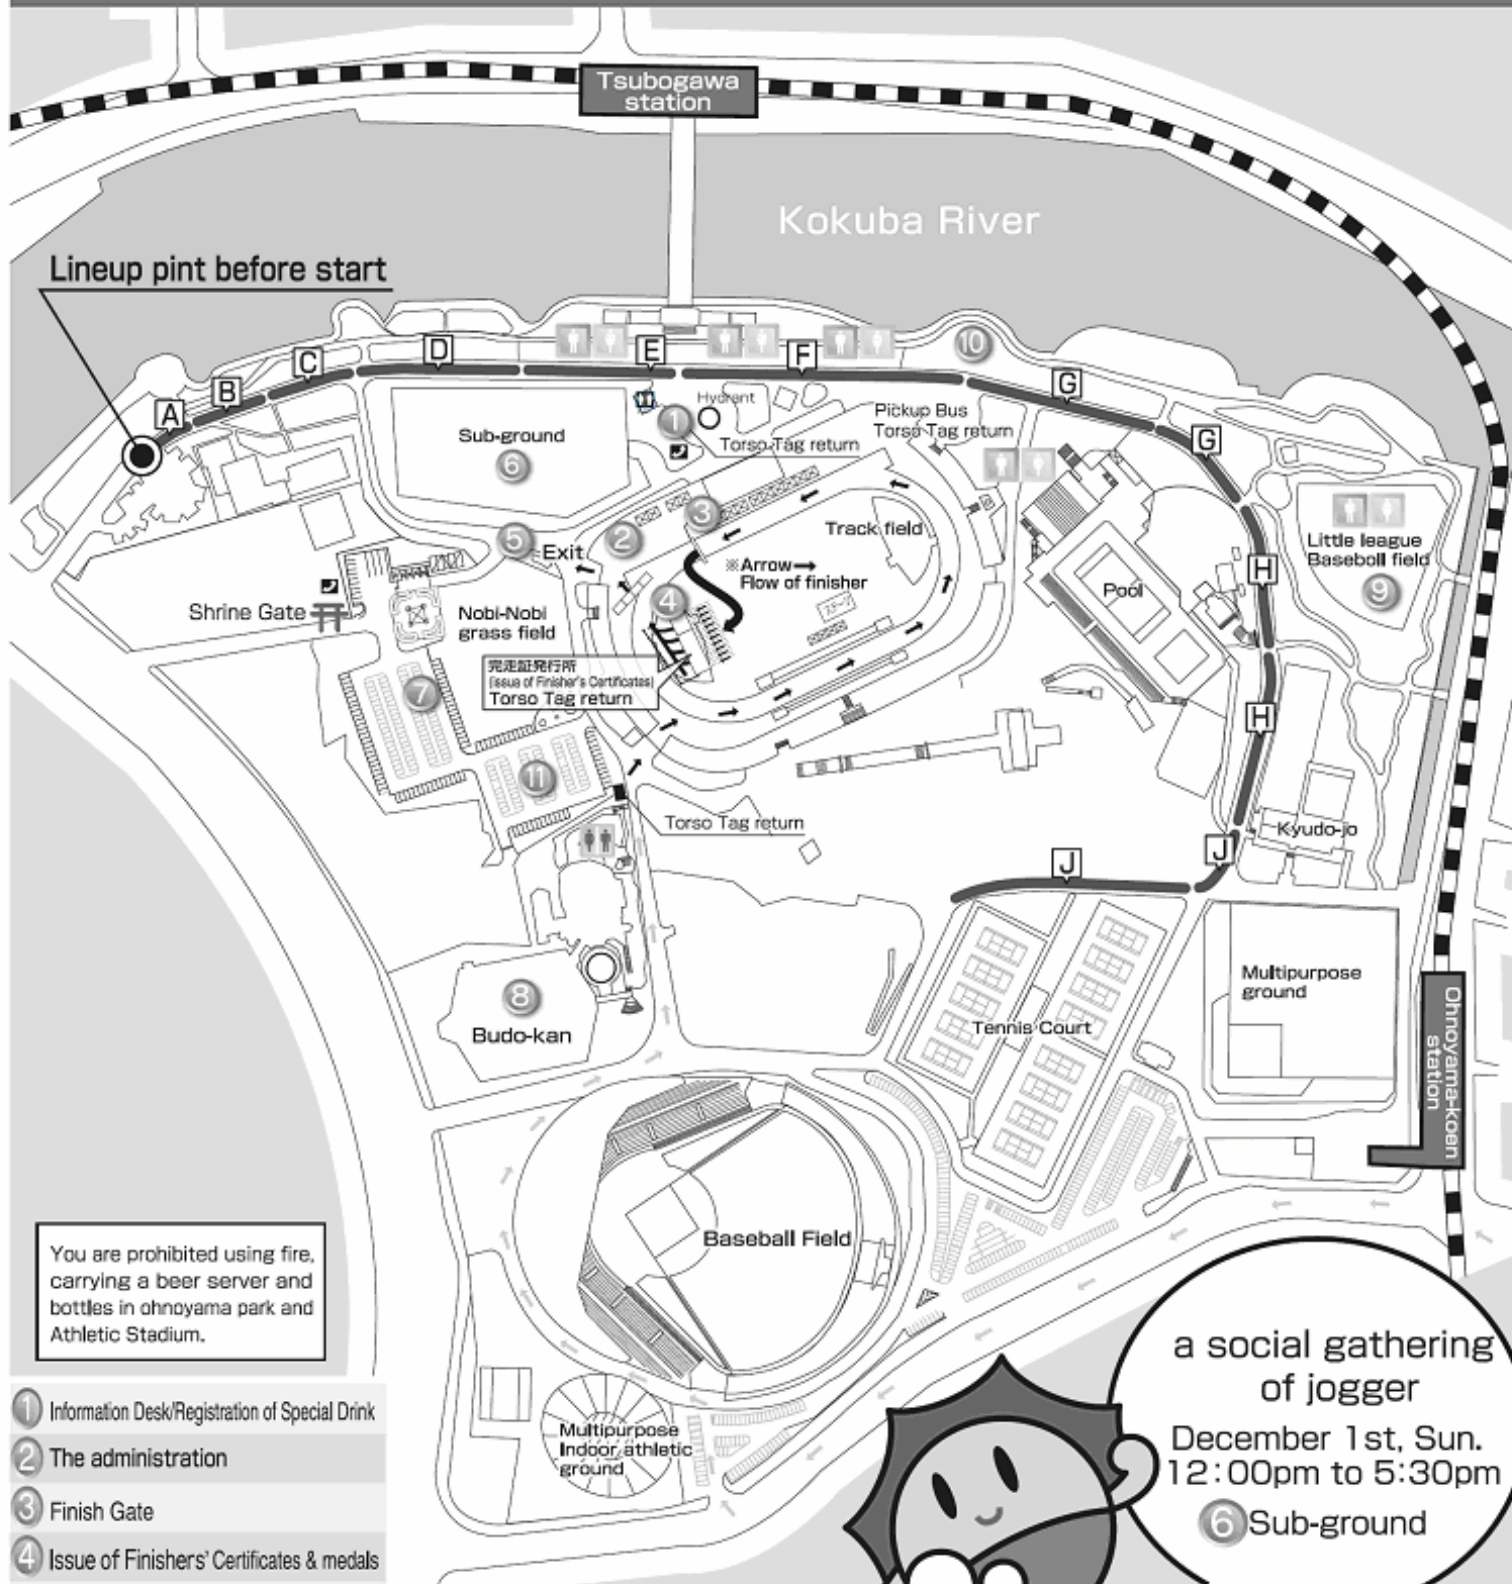 Tsubogawa
station
Kokuba River
Lineup pint before start
A
B
C
D
E
F
10
G
Hydrant
1
Pickup Bus
Torso Tag return
Torso Tag return
G
Sub-ground
6
3
2
5
Exit
Track field
※Arrow→
Flow of finisher
4
ステージ
Pool
H
Little league
Baseboll field
9
Shrine Gate
Nobi-Nobi
grass field
完走証発行所
(Issue of Finisher's Certificates)
Torso Tag return
7
H
11
Torso Tag return
Kyudo-jo
J
J
8
Budo-kan
Tennis Court
Multipurpose
ground
Ohnoyama-koen
station
Baseball Field
You are prohibited using fire,
carrying a beer server and
bottles in ohnoyama park and
Athletic Stadium.
Multipurpose
Indoor athletic
ground
1 Information Desk/Registration of Special Drink
2 The administration
3 Finish Gate
4 Issue of Finishers' Certificates & medals
a social gathering
of jogger
December 1st, Sun.
12:00pm to 5:30pm
6 Sub-ground